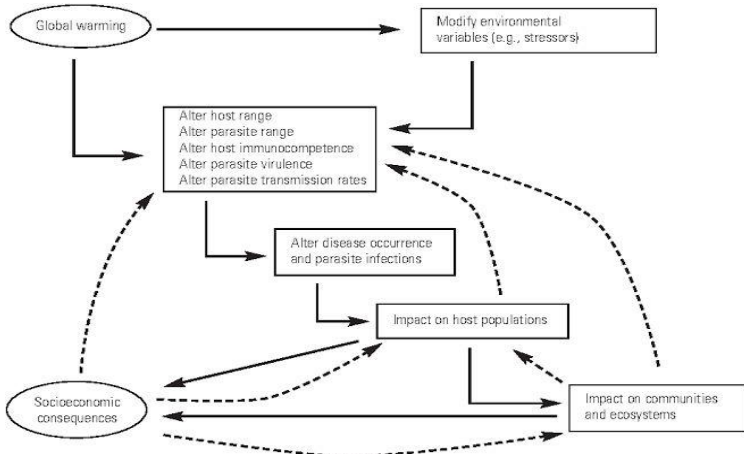 Global warming
Modify environmental
variables (e.g., stressors)
Alter host range
Alter parasite range
Alter host immunocompetence
Alter parasite virulence
Alter parasite transmission rates
Alter disease occurrence
and parasite infections
Impact on host populations
Socioeconomic
consequences
Impact on communities
and ecosystems